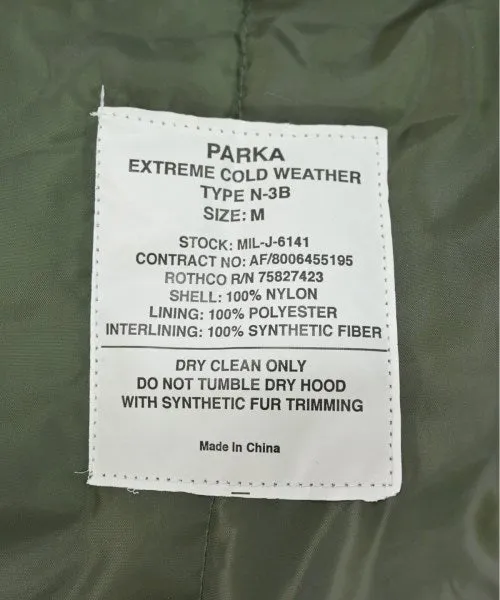 PARKA
EXTREME COLD WEATHER
TYPE N-3B
SIZE: M
STOCK: MIL-J-6141
CONTRACT NO: AF/8006455195
ROTHCO R/N 75827423
SHELL: 100% NYLON
LINING: 100% POLYESTER
INTERLINING: 100% SYNTHETIC FIBER
DRY CLEAN ONLY
DO NOT TUMBLE DRY HOOD
WITH SYNTHETIC FUR TRIMMING
Made In China